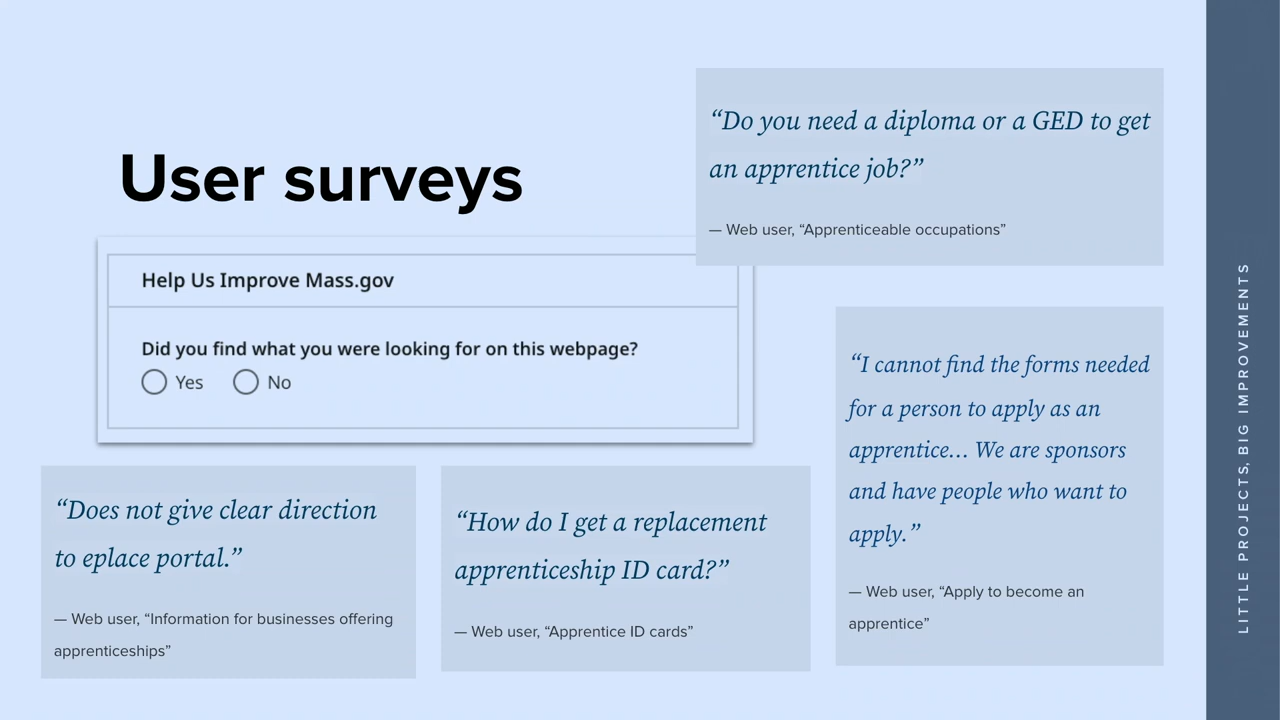 User surveys
“Do you need a diploma or a GED to get
an apprentice job?”
— Web user, “Apprenticeable occupations”
Help Us Improve Mass.gov
Did you find what you were looking for on this webpage?
Yes No
“I cannot find the forms needed
for a person to apply as an
apprentice… We are sponsors
and have people who want to
apply.”
— Web user, “Apply to become an
apprentice”
“Does not give clear direction
to eplace portal.”
— Web user, “Information for businesses offering
apprenticeships”
“How do I get a replacement
apprenticeship ID card?”
— Web user, “Apprentice ID cards”
LITTLE PROJECTS, BIG IMPROVEMENTS